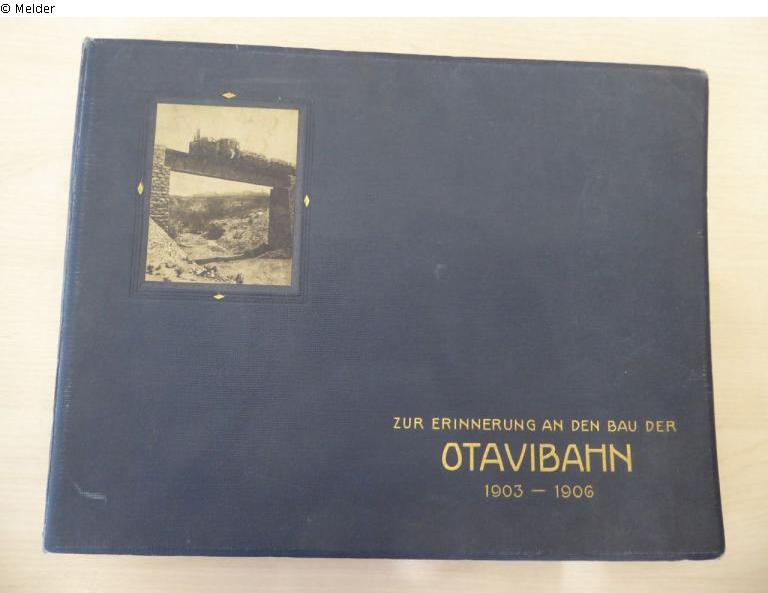 © Melder
ZUR ERINNERUNG AN DEN BAU DER
OTAVIBAHN
1903 — 1906